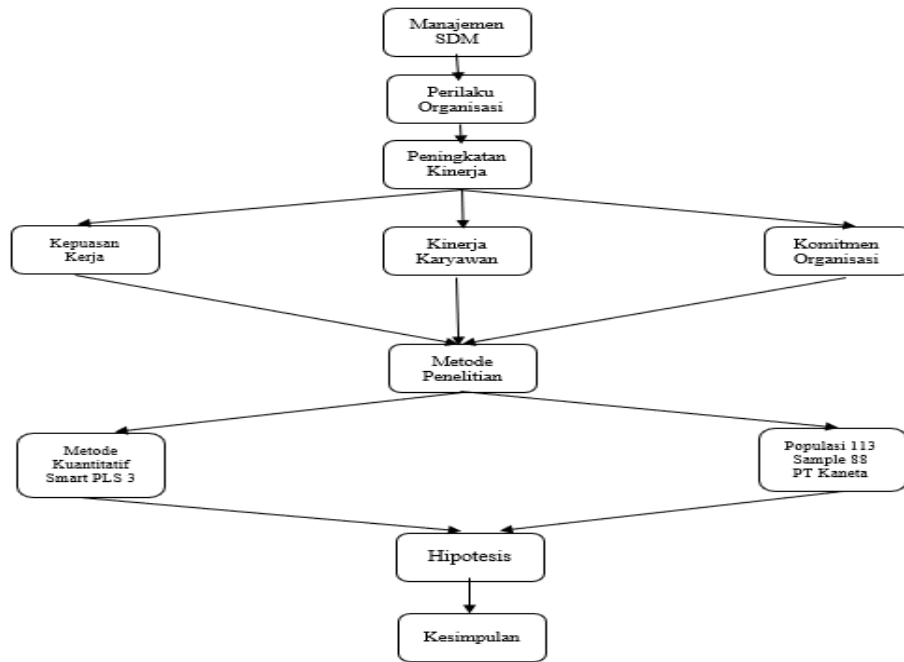 Manajemen
SDM
Perilaku
Organisasi
Peningkatan
Kinerja
Kepuasan
Kerja
Kinerja
Karyawan
Komitmen
Organisasi
Metode
Penelitian
Metode
Kuantitatif
Smart PLS 3
Populasi 113
Sample 88
PT Kaneta
Hipotesis
Kesimpulan